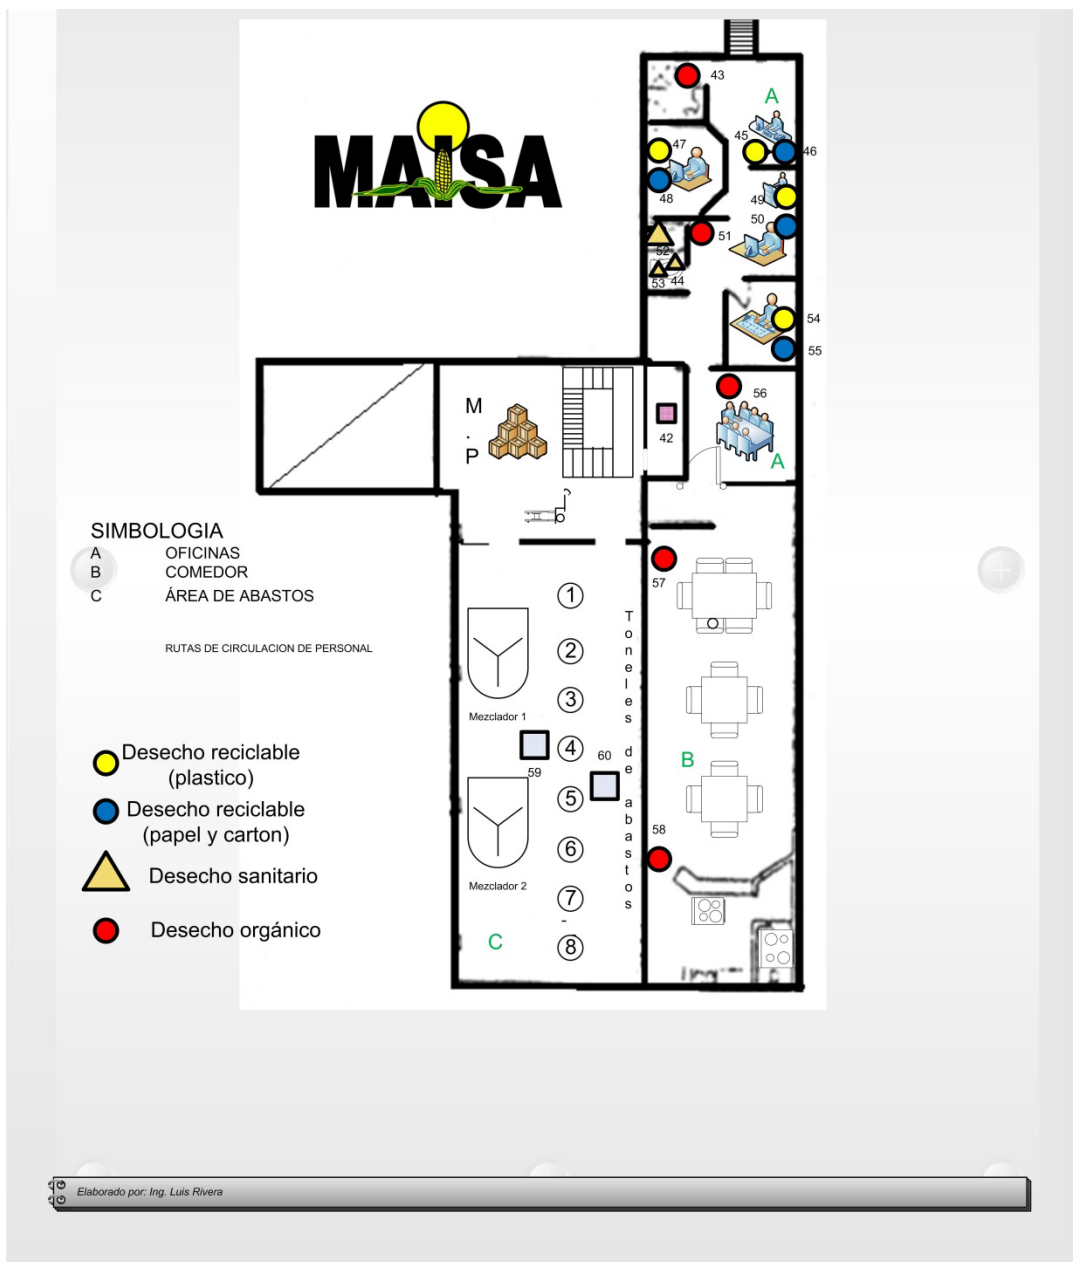 43
A
MAISA
45
47
46
48
49
50
51
52
53 44
54
55
56
M
.
P
42
A
SIMBOLOGIA
A OFICINAS
B COMEDOR
C ÁREA DE ABASTOS
RUTAS DE CIRCULACION DE PERSONAL
57
1
2
3
4
5
6
7
-
8
Toneles de abastos
Mezclador 1
59
60
B
Mezclador 2
58
C
Desecho reciclable
(plastico)
Desecho reciclable
(papel y carton)
Desecho sanitario
Desecho orgánico
Elaborado por: Ing. Luis Rivera